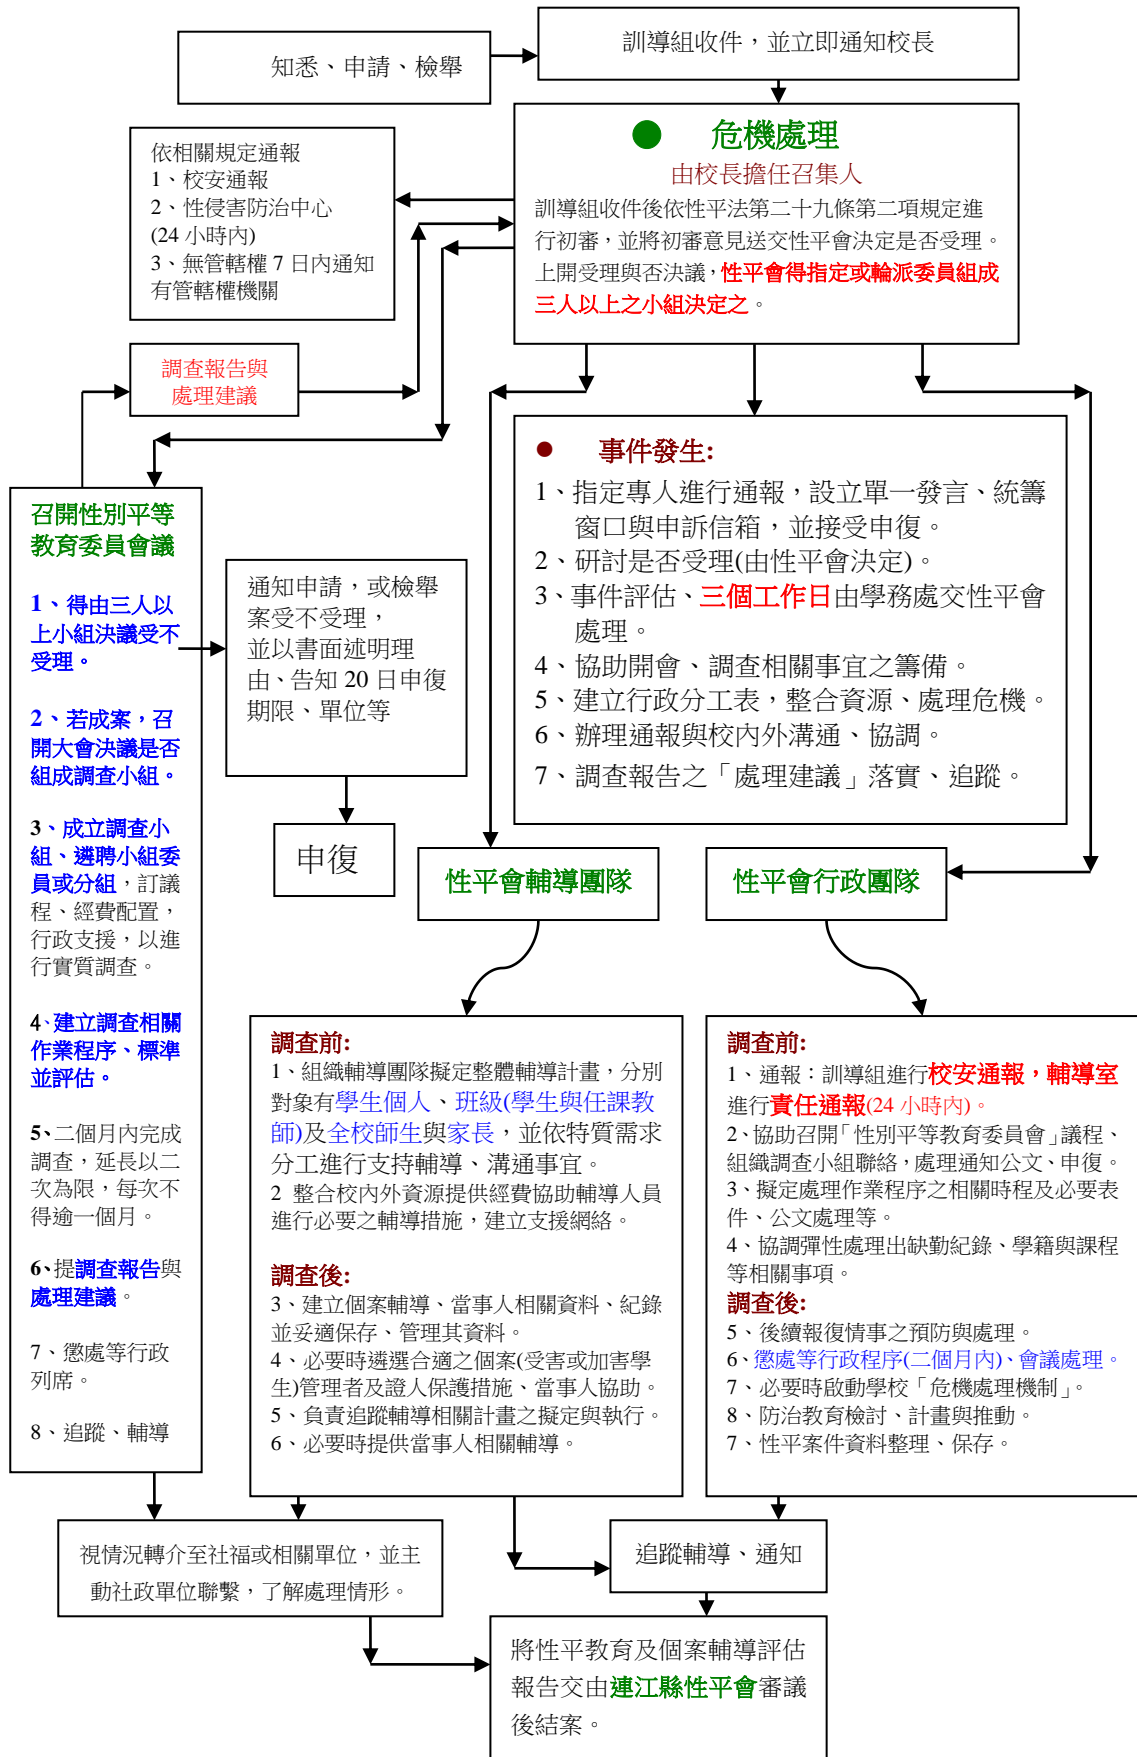 知悉、申請、檢舉
訓導組收件，並立即通知校長
● 危機處理
由校長擔任召集人
訓導組收件後依性平法第二十九條第二項規定進
行初審，並將初審意見送交性平會決定是否受理。
上開受理與否決議，性平會得指定或輪派委員組成
三人以上之小組決定之。
依相關規定通報
1、校安通報
2、性侵害防治中心
(24 小時內)
3、無管轄權 7 日內通知
有管轄權機關
調查報告與
處理建議
● 事件發生:
1、指定專人進行通報，設立單一發言、統籌
窗口與申訴信箱，並接受申復。
2、研討是否受理(由性平會決定)。
3、事件評估、三個工作日由學務處交性平會
處理。
4、協助開會、調查相關事宜之籌備。
5、建立行政分工表，整合資源、處理危機。
6、辦理通報與校內外溝通、協調。
7、調查報告之「處理建議」落實、追蹤。
召開性別平等
教育委員會議
1、得由三人以
上小組決議受不
受理。
2、若成案，召
開大會決議是否
組成調查小組。
3、成立調查小
組、遴聘小組委
員或分組，訂議
程、經費配置，
行政支援，以進
行實質調查。
4、建立調查相關
作業程序、標準
並評估。
5、二個月內完成
調查，延長以二
次為限，每次不
得逾一個月。
6、提調查報告與
處理建議。
7、懲處等行政
列席。
8、追蹤、輔導
通知申請，或檢舉
案受不受理，
並以書面述明理
由、告知 20 日申復
期限、單位等
申復
性平會輔導團隊
性平會行政團隊
調查前:
1、組織輔導團隊擬定整體輔導計畫，分別
對象有學生個人、班級(學生與任課教
師)及全校師生與家長，並依特質需求
分工進行支持輔導、溝通事宜。
2 整合校內外資源提供經費協助輔導人員
進行必要之輔導措施，建立支援網絡。
調查後:
3、建立個案輔導、當事人相關資料、紀錄
並妥適保存、管理其資料。
4、必要時遴選合適之個案(受害或加害學
生)管理者及證人保護措施、當事人協助。
5、負責追蹤輔導相關計畫之擬定與執行。
6、必要時提供當事人相關輔導。
調查前:
1、通報：訓導組進行校安通報，輔導室
進行責任通報(24 小時內)。
2、協助召開「性別平等教育委員會」議程、
組織調查小組聯絡，處理通知公文、申復。
3、擬定處理作業程序之相關時程及必要表
件、公文處理等。
4、協調彈性處理出缺勤紀錄、學籍與課程
等相關事項。
調查後:
5、後續報復情事之預防與處理。
6、懲處等行政程序(二個月內)、會議處理。
7、必要時啟動學校「危機處理機制」。
8、防治教育檢討、計畫與推動。
7、性平案件資料整理、保存。
視情況轉介至社福或相關單位，並主
動社政單位聯繫，了解處理情形。
追蹤輔導、通知
將性平教育及個案輔導評估
報告交由連江縣性平會審議
後結案。